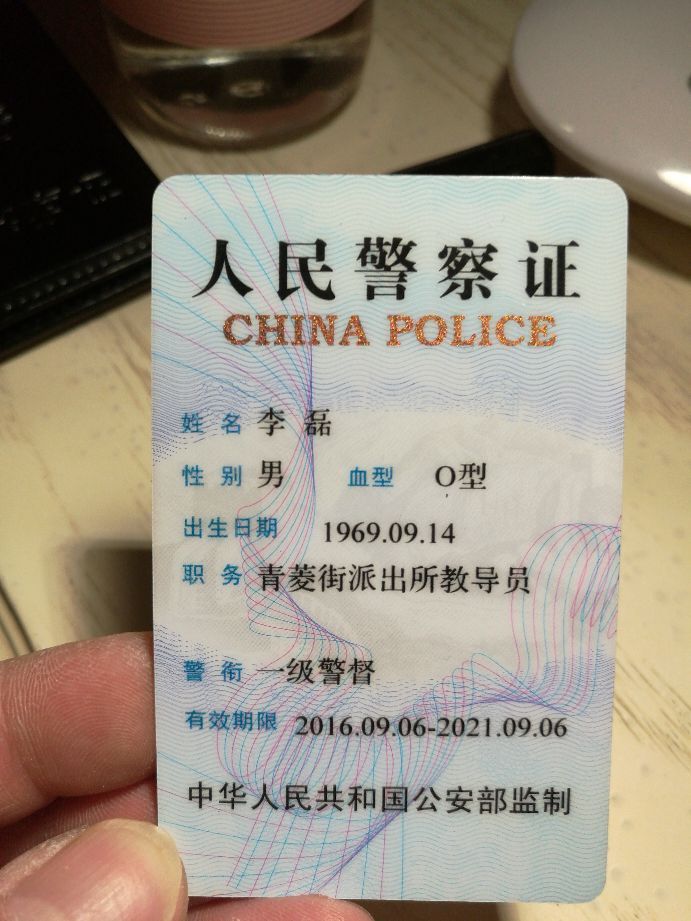 人民警察证
CHINA POLICE
姓名 李磊
性别 男 血型 O型
出生日期 1969.09.14
职务 青菱街派出所教导员
警衔 一级警督
有效期限 2016.09.06-2021.09.06
中华人民共和国公安部监制